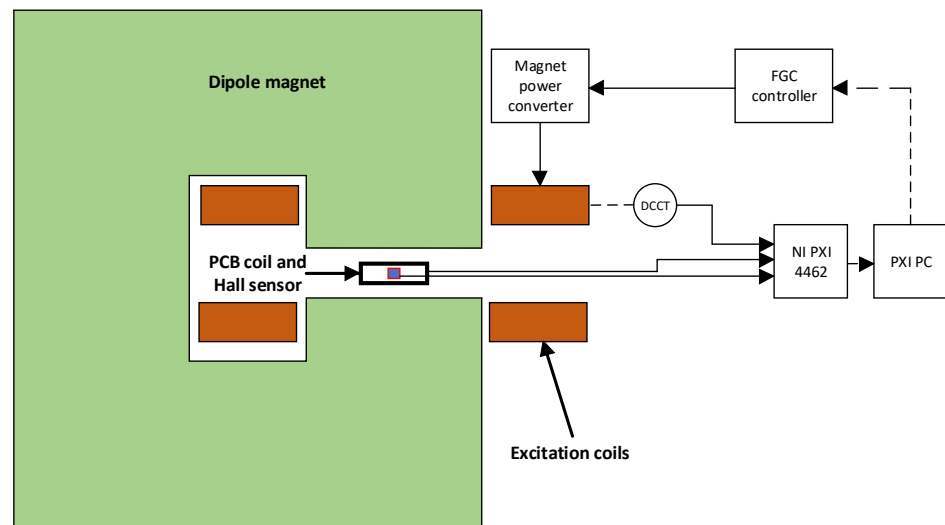 Dipole magnet
Magnet
power
converter
FGC
controller
DCCT
PCB coil and
Hall sensor
NI PXI
4462
PXI PC
Excitation coils